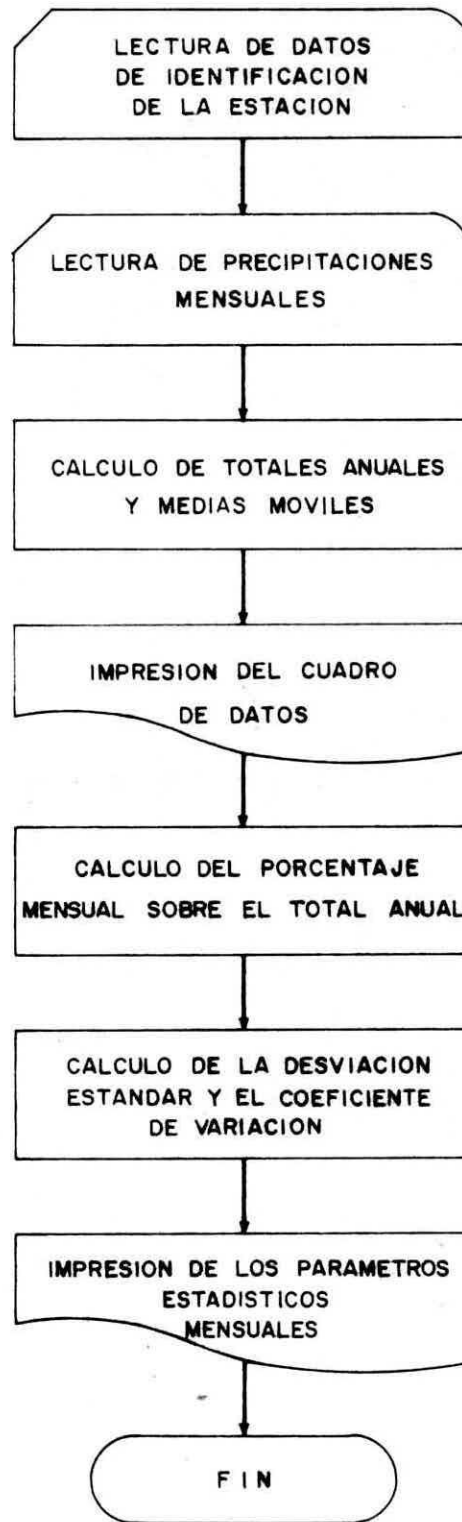 LECTURA DE DATOS
DE IDENTIFICACION
DE LA ESTACION
LECTURA DE PRECIPITACIONES
MENSUALES
CALCULO DE TOTALES ANUALES
Y MEDIAS MOVILES
IMPRESION DEL CUADRO
DE DATOS
CALCULO DEL PORCENTAJE
MENSUAL SOBRE EL TOTAL ANUAL
CALCULO DE LA DESVIACION
ESTANDAR Y EL COEFICIENTE
DE VARIACION
IMPRESION DE LOS PARAMETROS
ESTADISTICOS
MENSUALES
FIN